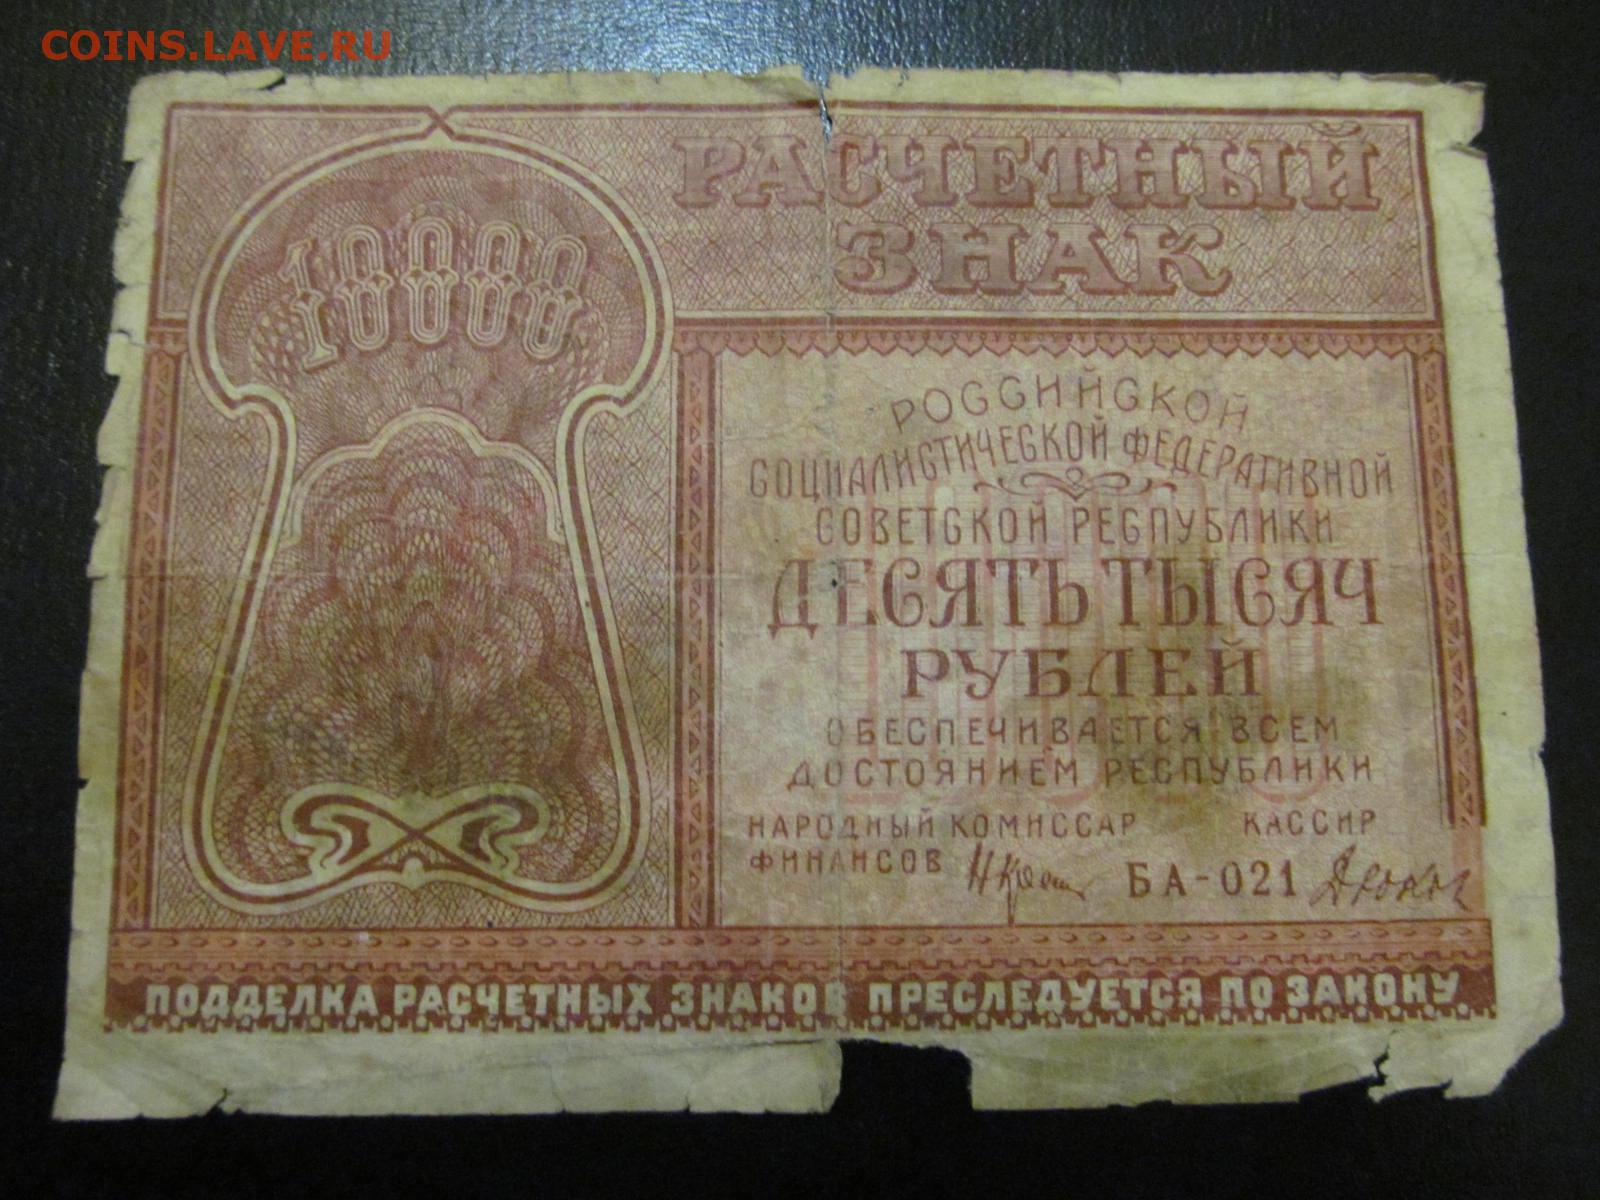 COINS.LAVE.RU
РАСЧЕТНЫЙ
ЗНАК
10000
РОССИЙСКОЙ
СОЦИАЛИСТИЧЕСКОЙ ФЕДЕРАТИВНОЙ
СОВЕТСКОЙ РЕСПУБЛИКИ
ДЕСЯТЬ ТЫСЯЧ
РУБЛЕЙ
ОБЕСПЕЧИВАЕТСЯ ВСЕМ
ДОСТОЯНИЕМ РЕСПУБЛИКИ
НАРОДНЫЙ КОМИССАР КАССИР
ФИНАНСОВ БА-021
ПОДДЕЛКА РАСЧЕТНЫХ ЗНАКОВ ПРЕСЛЕДУЕТСЯ ПО ЗАКОНУ.